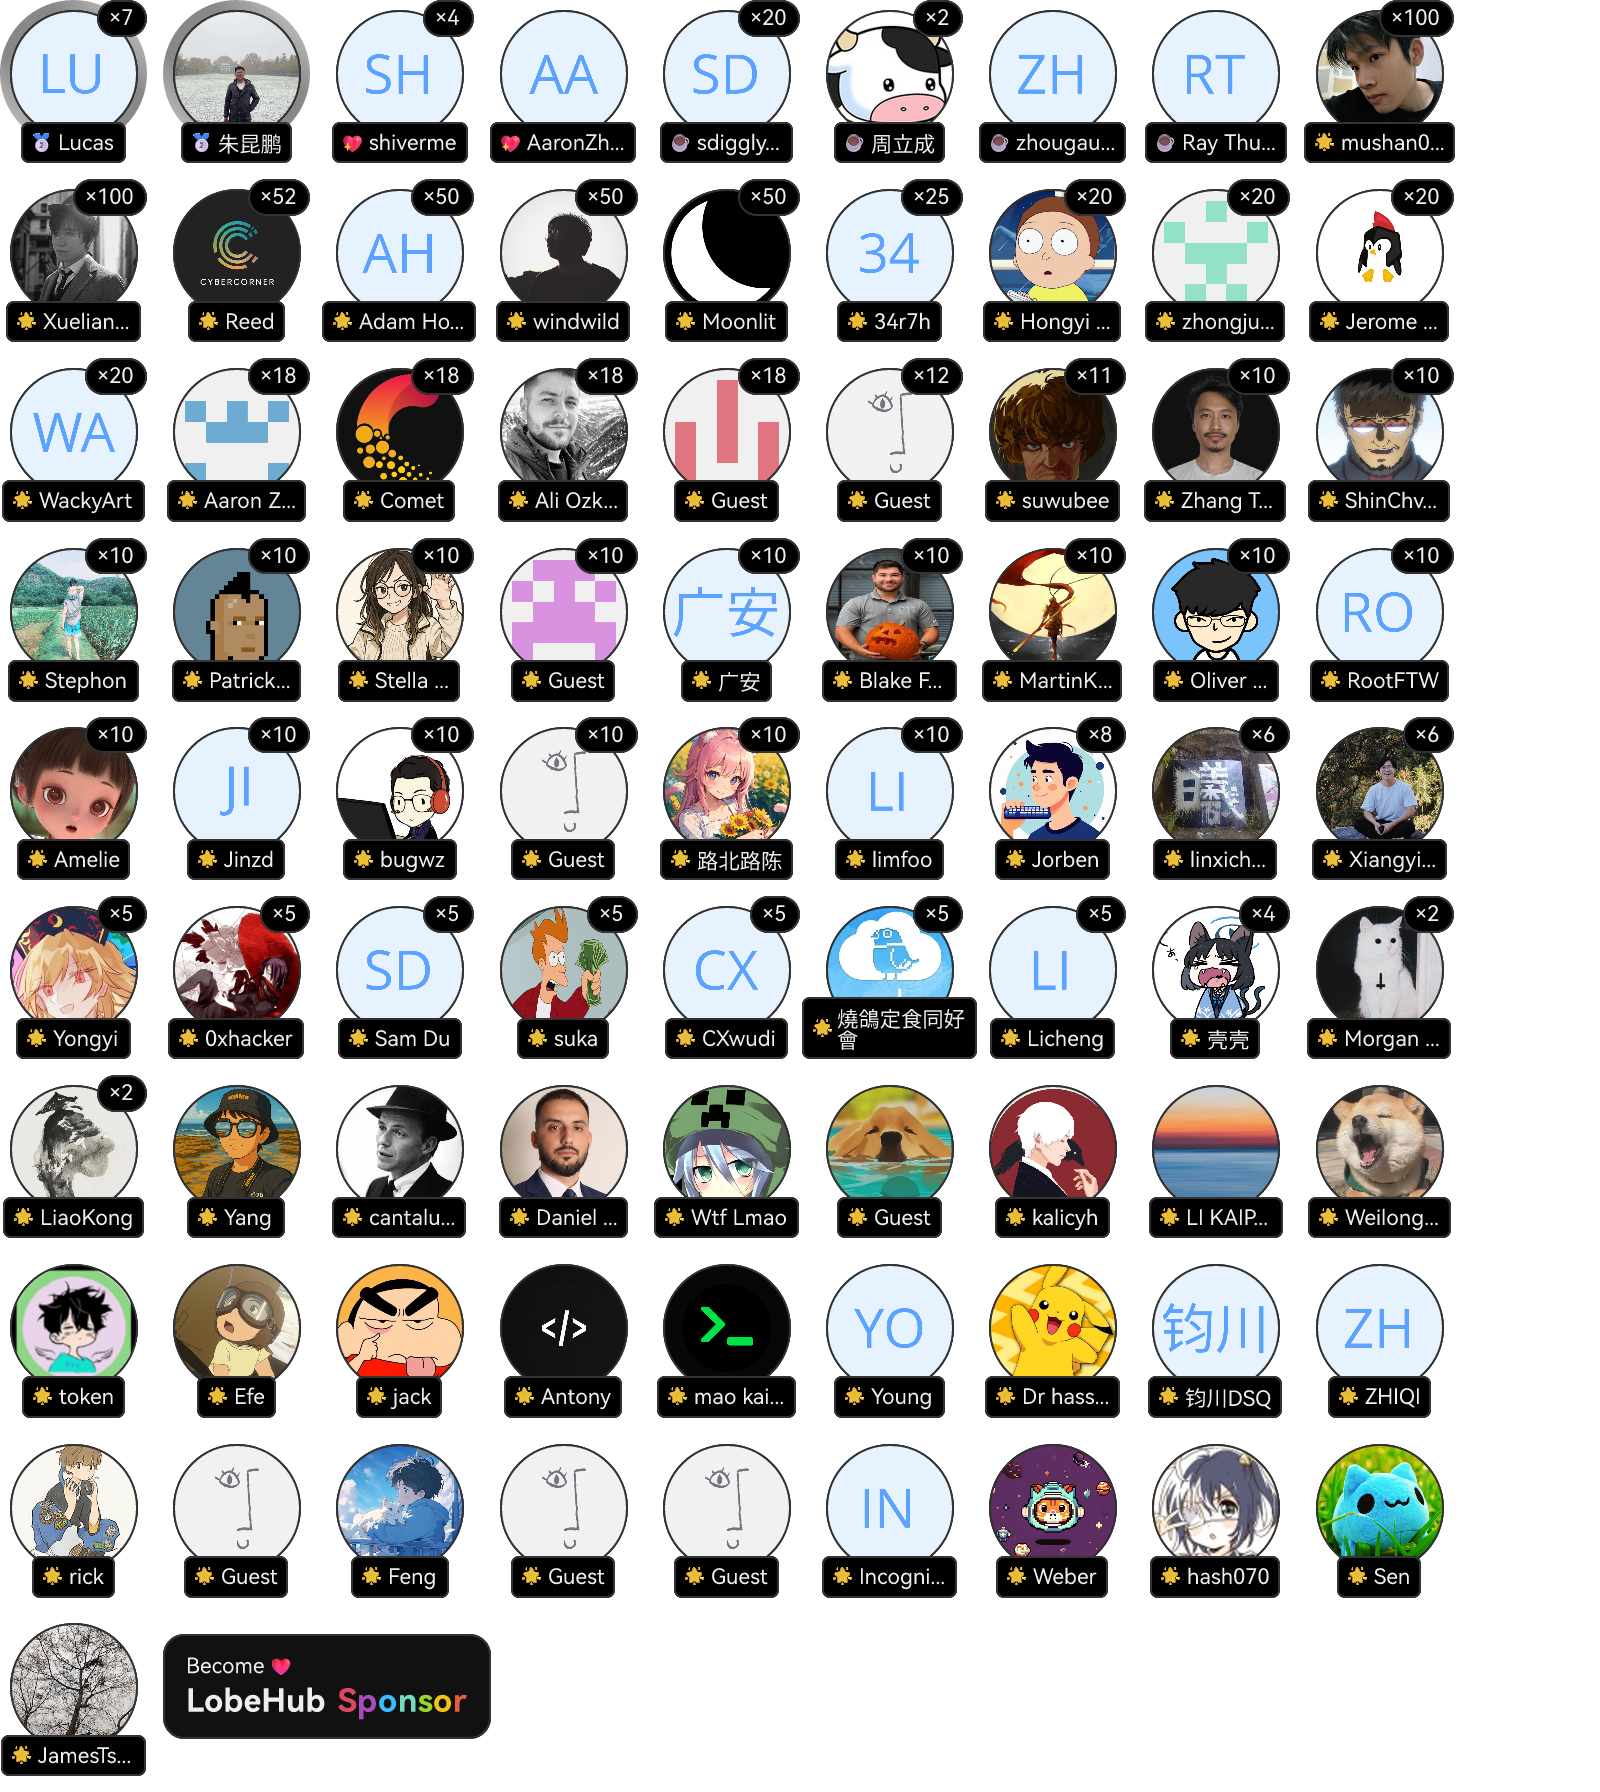 LU ×7
🥈 Lucas
🥈 朱昆鹏
SH ×4
💖 shiverme
AA
💖 AaronZh...
SD ×20
☕ sdiggly...
×2
☕ 周立成
ZH
☕ zhougau...
RT
☕ Ray Thu...
×100
🌟 mushan0...
×100
🌟 Xuelian...
×52
CYBERCORNER
🌟 Reed
AH ×50
🌟 Adam Ho...
×50
🌟 windwild
×50
🌟 Moonlit
34 ×25
🌟 34r7h
×20
🌟 Hongyi ...
×20
🌟 zhongju...
×20
🌟 Jerome ...
WA ×20
🌟 WackyArt
×18
🌟 Aaron Z...
×18
🌟 Comet
×18
🌟 Ali Ozk...
×18
🌟 Guest
×12
🌟 Guest
×11
🌟 suwubee
×10
🌟 Zhang T...
×10
🌟 ShinChv...
×10
🌟 Stephon
×10
🌟 Patrick...
×10
🌟 Stella ...
×10
🌟 Guest
广安 ×10
🌟 广安
×10
🌟 Blake F...
×10
🌟 MartinK...
×10
🌟 Oliver ...
RO ×10
🌟 RootFTW
×10
🌟 Amelie
JI ×10
🌟 Jinzd
×10
🌟 bugwz
×10
🌟 Guest
×10
🌟 路北路陈
LI ×10
🌟 limfoo
×8
🌟 Jorben
×6
🌟 linxich...
×6
🌟 Xiangyi...
×5
🌟 Yongyi
×5
🌟 0xhacker
SD ×5
🌟 Sam Du
×5
🌟 suka
CX ×5
🌟 CXwudi
×5
🌟 燒鴿定食同好
會
LI ×5
🌟 Licheng
×4
🌟 壳壳
×2
🌟 Morgan ...
×2
🌟 LiaoKong
🌟 Yang
🌟 cantalu...
🌟 Daniel ...
🌟 Wtf Lmao
🌟 Guest
🌟 kalicyh
🌟 LI KAIP...
🌟 Weilong...
🌟 token
🌟 Efe
🌟 jack
</>
🌟 Antony
>_
🌟 mao kai...
YO
🌟 Young
🌟 Dr hass...
钧川
🌟 钧川DSQ
ZH
🌟 ZHIQI
🌟 rick
🌟 Guest
🌟 Feng
🌟 Guest
🌟 Guest
IN
🌟 Incogni...
🌟 Weber
🌟 hash070
🌟 Sen
🌟 JamesTs...
Become 💖
LobeHub Sponsor